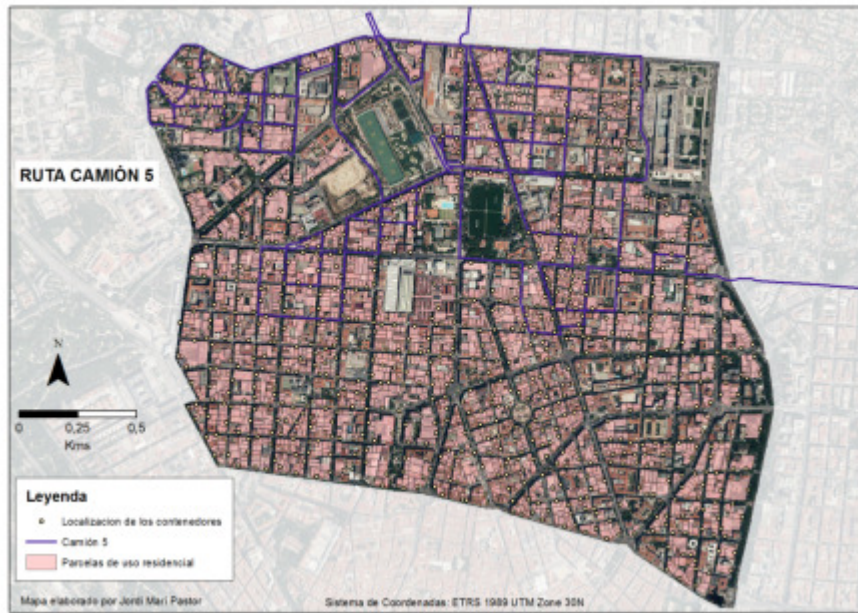 RUTA CAMIÓN 5
N
0 0,25 0,5
Kms
Leyenda
Localizacion de los contenedores
Camión 5
Parcelas de uso residencial
Mapa elaborado por Jordi Marí Pastor
Sistema de Coordenadas: ETRS 1989 UTM Zone 30N